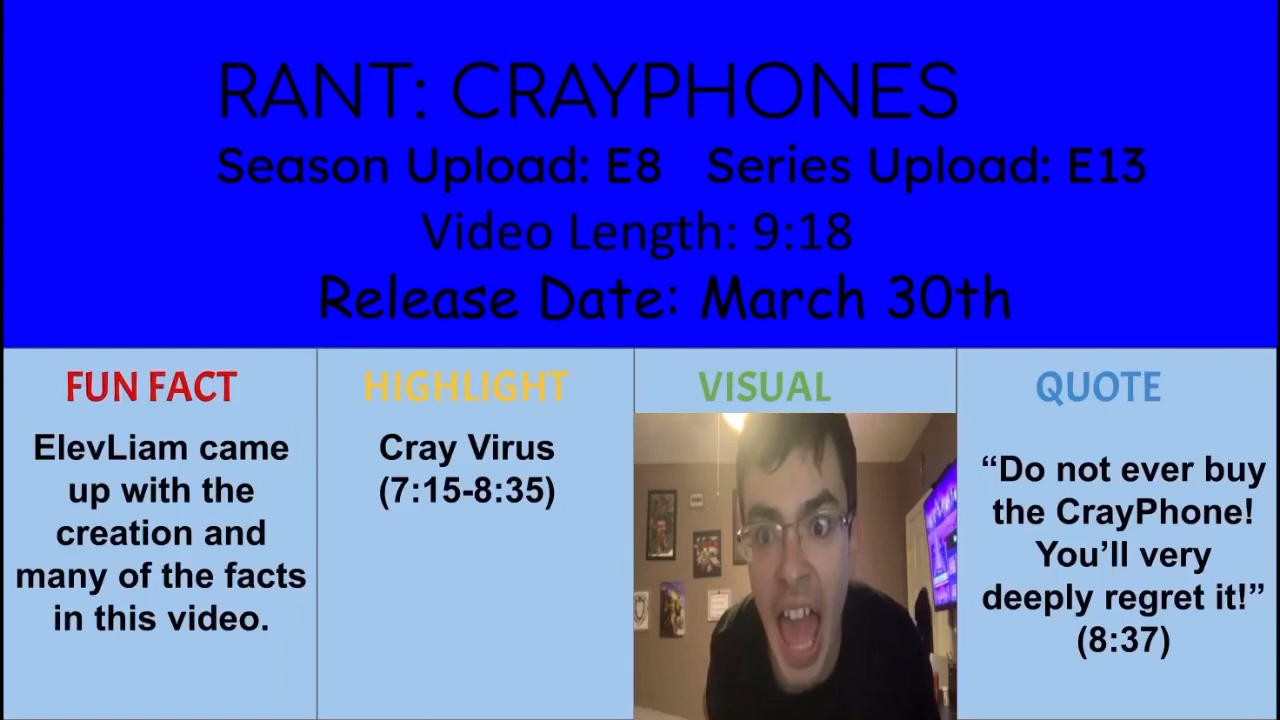 RANT: CRAYPHONES
Season Upload: E8 Series Upload: E13
Video Length: 9:18
Release Date: March 30th
FUN FACT
ElevLiam came
up with the
creation and
many of the facts
in this video.
HIGHLIGHT
Cray Virus
(7:15-8:35)
VISUAL
QUOTE
“Do not ever buy
the CrayPhone!
You’ll very
deeply regret it!”
(8:37)